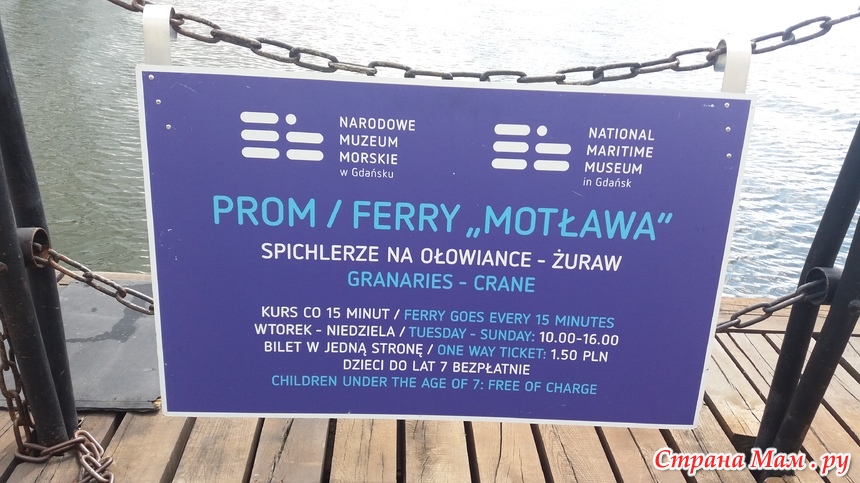 NARODOWE
MUZEUM
MORSKIE
w Gdańsku
NATIONAL
MARITIME
MUSEUM
in Gdańsk
PROM / FERRY „MOTŁAWA”
SPICHLERZE NA OŁOWIANCE - ŻURAW
GRANARIES - CRANE
KURS CO 15 MINUT / FERRY GOES EVERY 15 MINUTES
WTOREK - NIEDZIELA / TUESDAY - SUNDAY: 10.00-16.00
BILET W JEDNĄ STRONĘ / ONE WAY TICKET: 1.50 PLN
DZIECI DO LAT 7 BEZPŁATNIE
CHILDREN UNDER THE AGE OF 7: FREE OF CHARGE
Страна Мам.ру